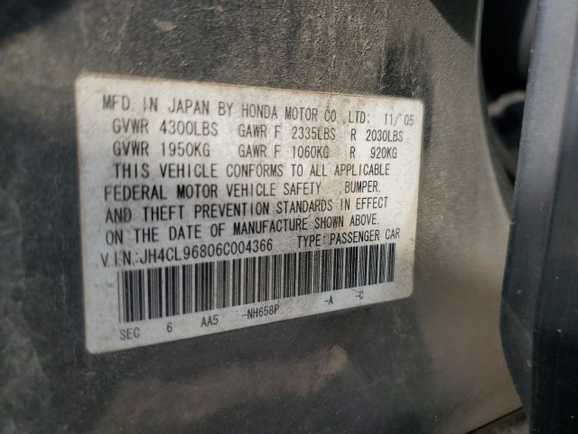 MFD. IN JAPAN BY HONDA MOTOR CO.,LTD: 11/'05
GVWR 4300LBS GAWR F 2335LBS R 2030LBS
GVWR 1950KG GAWR F 1060KG R 920KG
THIS VEHICLE CONFORMS TO ALL APPLICABLE
FEDERAL MOTOR VEHICLE SAFETY ,BUMPER,
AND THEFT PREVENTION STANDARDS IN EFFECT
ON THE DATE OF MANUFACTURE SHOWN ABOVE.
V.I.N:JH4CL96806C004366 TYPE:PASSENGER CAR
SEC 6 AA5 -NH658P -A -C